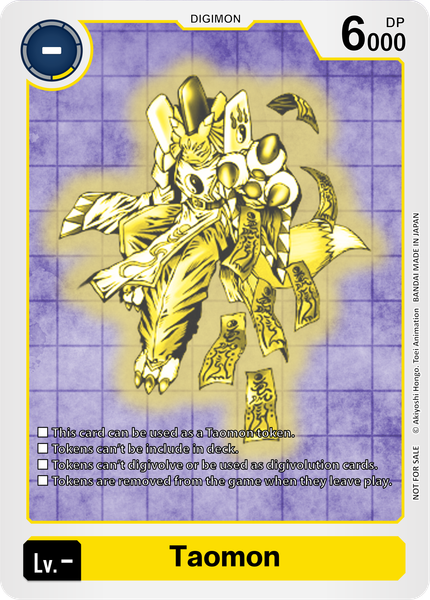 DIGIMON
-
DP
6000
□ This card can be used as a Taomon token.
□ Tokens can't be include in deck.
□ Tokens can't digivolve or be used as digivolution cards.
□ Tokens are removed from the game when they leave play.
NOT FOR SALE © Akiyoshi Hongo. Toei Animation BANDAI MADE IN JAPAN
Lv.-
Taomon